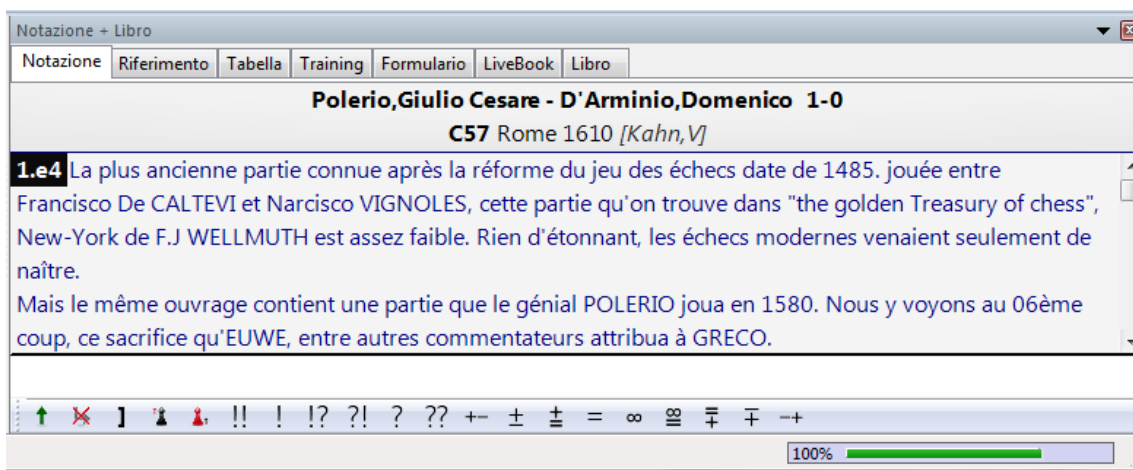 Notazione + Libro
Notazione Riferimento Tabella Training Formulario LiveBook Libro
Polerio,Giulio Cesare - D'Arminio,Domenico 1-0
C57 Rome 1610 [Kahn,V]
1.e4 La plus ancienne partie connue après la réforme du jeu des échecs date de 1485. jouée entre
Francisco De CALTEVI et Narcisco VIGNOLES, cette partie qu'on trouve dans "the golden Treasury of chess",
New-York de F.J WELLMUTH est assez faible. Rien d'étonnant, les échecs modernes venaient seulement de
naître.
Mais le même ouvrage contient une partie que le génial POLERIO joua en 1580. Nous y voyons au 06ème
coup, ce sacrifice qu'EUWE, entre autres commentateurs attribua à GRECO.
] !! ! !? ?! ? ?? +− ± ⩲ = ∞ ⯹ ⩱ ∓ −+
100%